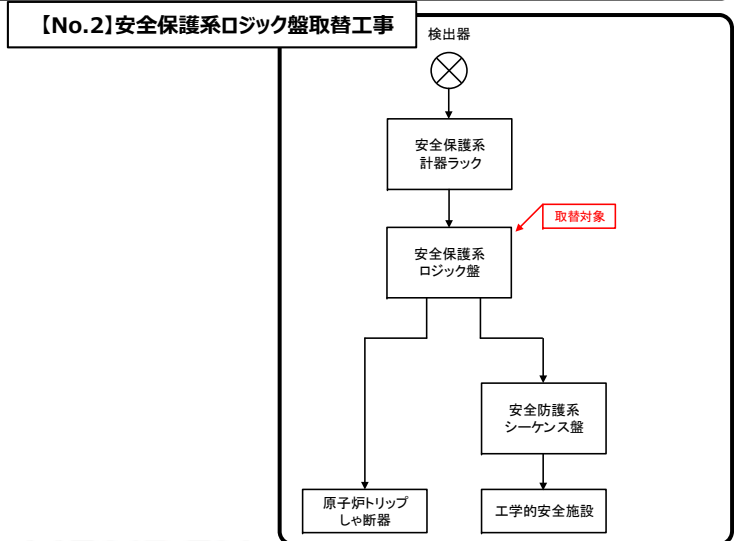 【No.2】安全保護系ロジック盤取替工事
検出器
安全保護系
計器ラック
取替対象
安全保護系
ロジック盤
安全防護系
シーケンス盤
原子炉トリップ
しゃ断器
工学的安全施設